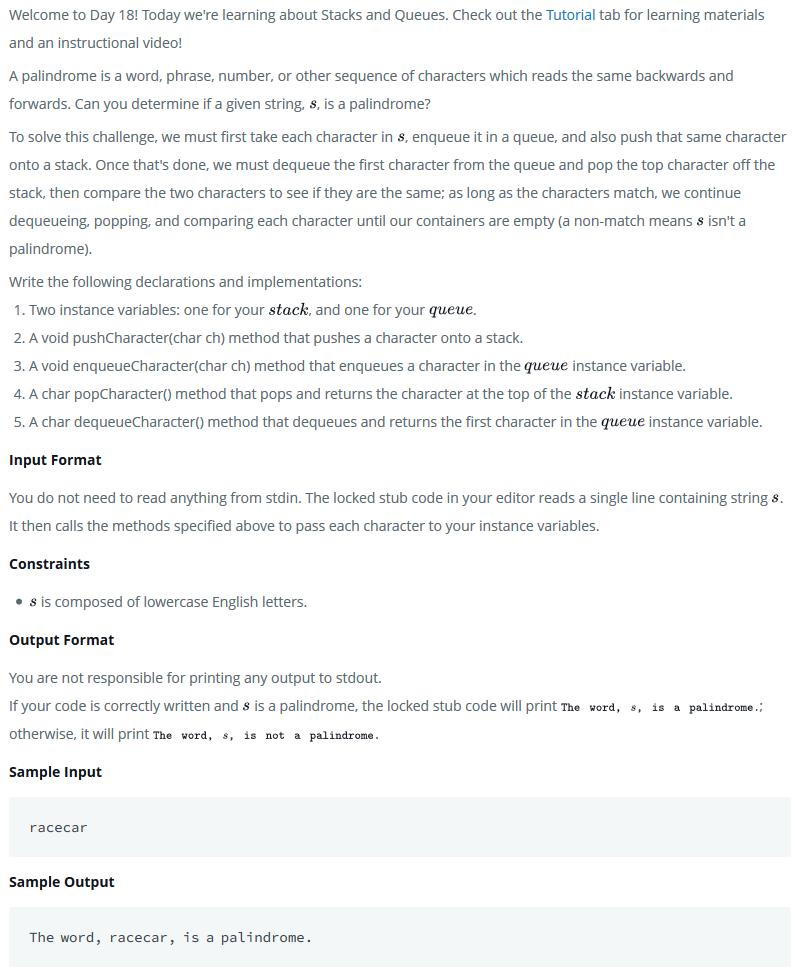 Welcome to Day 18! Today we're learning about Stacks and Queues. Check out the Tutorial tab for learning materials
and an instructional video!
A palindrome is a word, phrase, number, or other sequence of characters which reads the same backwards and
forwards. Can you determine if a given string, s, is a palindrome?
To solve this challenge, we must first take each character in s, enqueue it in a queue, and also push that same character
onto a stack. Once that's done, we must dequeue the first character from the queue and pop the top character off the
stack, then compare the two characters to see if they are the same; as long as the characters match, we continue
dequeueing, popping, and comparing each character until our containers are empty (a non-match means s isn't a
palindrome).
Write the following declarations and implementations:
1. Two instance variables: one for your stack, and one for your queue.
2. A void pushCharacter(char ch) method that pushes a character onto a stack.
3. A void enqueueCharacter(char ch) method that enqueues a character in the queue instance variable.
4. A char popCharacter() method that pops and returns the character at the top of the stack instance variable.
5. A char dequeueCharacter() method that dequeues and returns the first character in the queue instance variable.
Input Format
You do not need to read anything from stdin. The locked stub code in your editor reads a single line containing string s.
It then calls the methods specified above to pass each character to your instance variables.
Constraints
• s is composed of lowercase English letters.
Output Format
You are not responsible for printing any output to stdout.
If your code is correctly written and s is a palindrome, the locked stub code will print The word, s, is a palindrome.;
otherwise, it will print The word, s, is not a palindrome.
Sample Input
racecar
Sample Output
The word, racecar, is a palindrome.